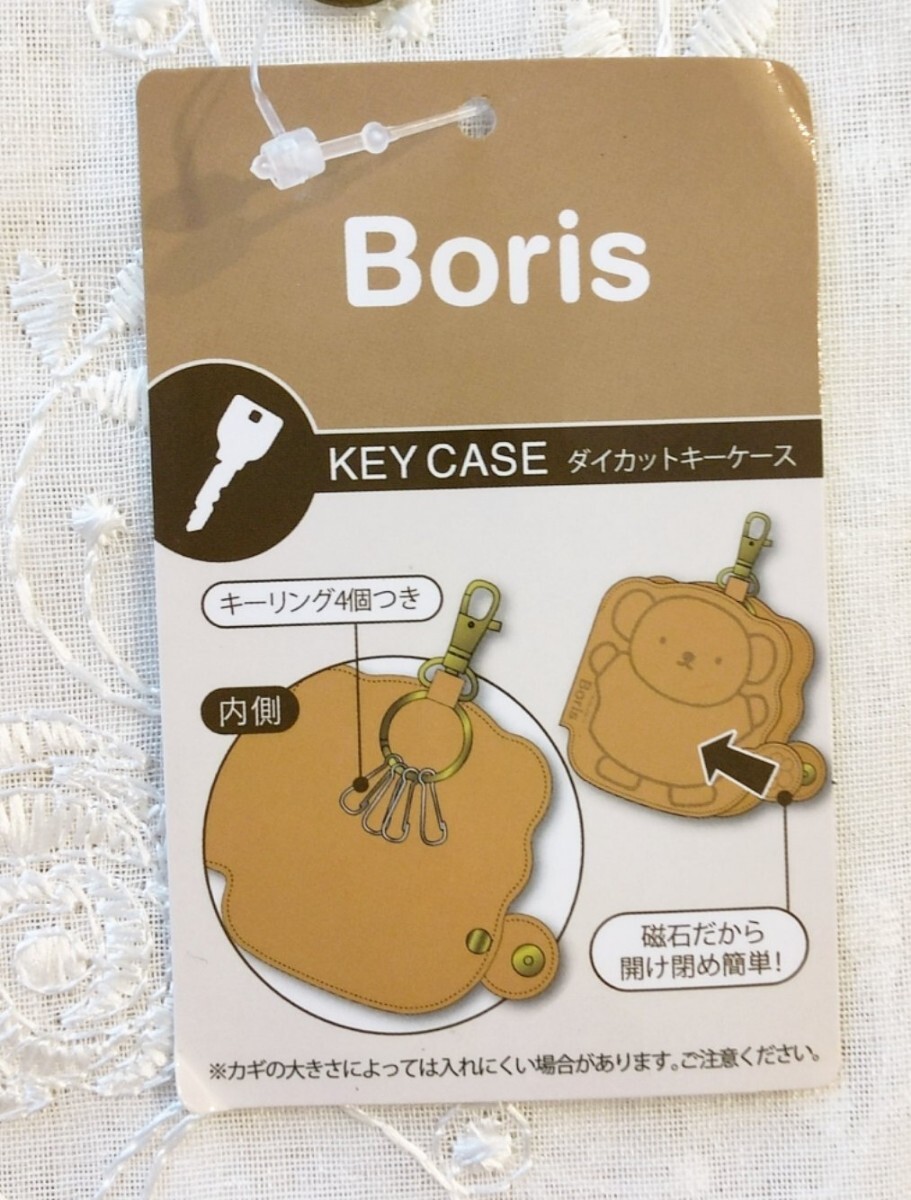 Boris
KEY CASE ダイカットキーケース
キーリング4個つき
内側
Boris
磁石だから
開け閉め簡単!
※カギの大きさによっては入れにくい場合があります。ご注意ください。